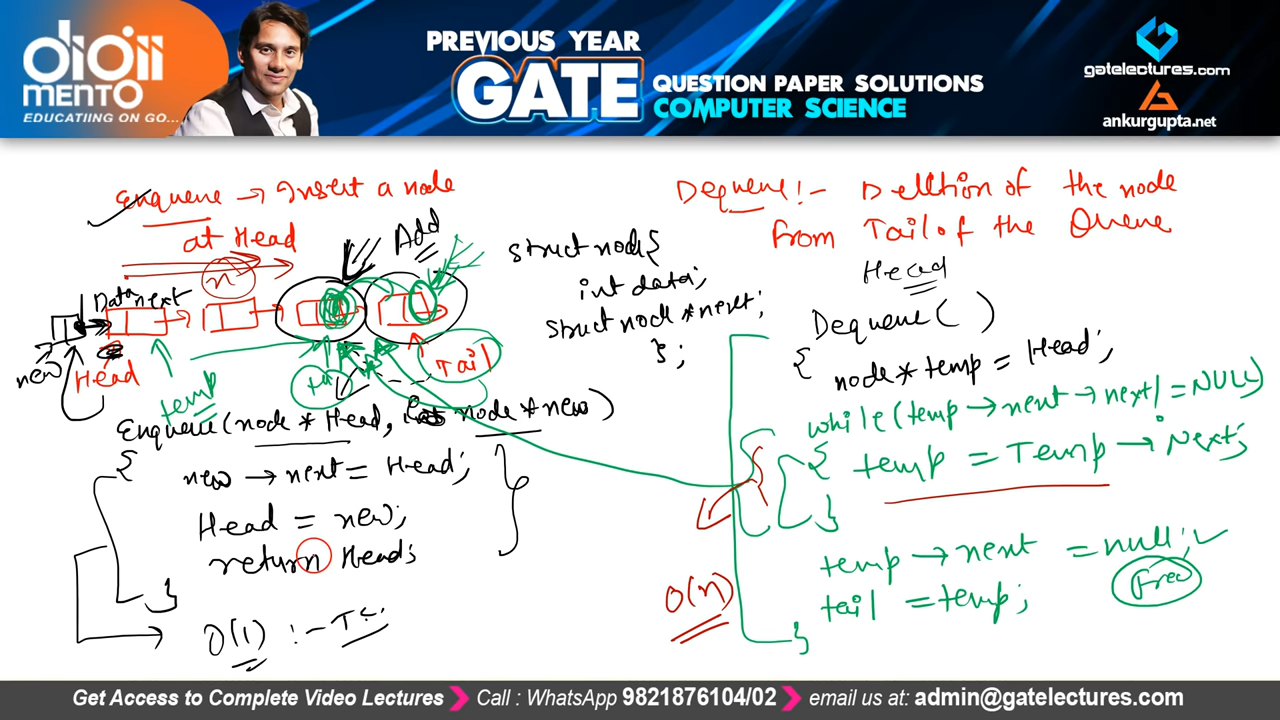 digii
mento
EDUCATIING ON GO...
PREVIOUS YEAR
GATE
QUESTION PAPER SOLUTIONS
COMPUTER SCIENCE
gatelectures.com
ankurgupta.net
Enqueue → Insert a node
at Head
Add
n
Data next
new
Head
temp
Tail
Enqueue (node * Head, node * new)
{
new → next = Head;
Head = new;
return Head;
}
O(1) :- T.C.
struct node{
int data;
struct node * next;
};
Dequeue :- Delltion of the node
from Tail of the Queue
Head
Dequeue ( )
{
node * temp = Head;
while (temp → next → next != NULL)
{ temp = Temp → Next;
}
temp → next = null;
Free
tail = temp;
}
O(n)
Get Access to Complete Video Lectures
Call : WhatsApp 9821876104/02
email us at: admin@gatelectures.com